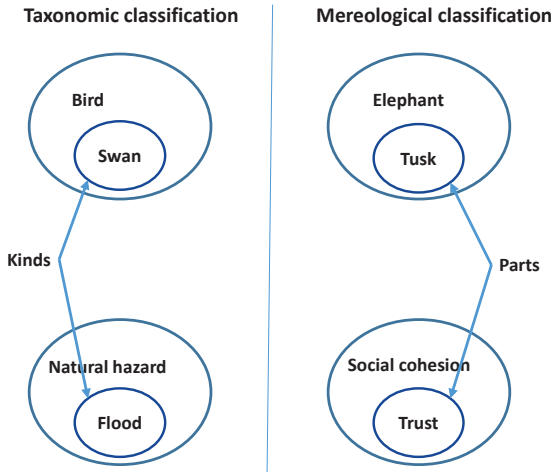 Taxonomic classification
Mereological classification
Bird
Swan
Elephant
Tusk
Kinds
Parts
Natural hazard
Flood
Social cohesion
Trust